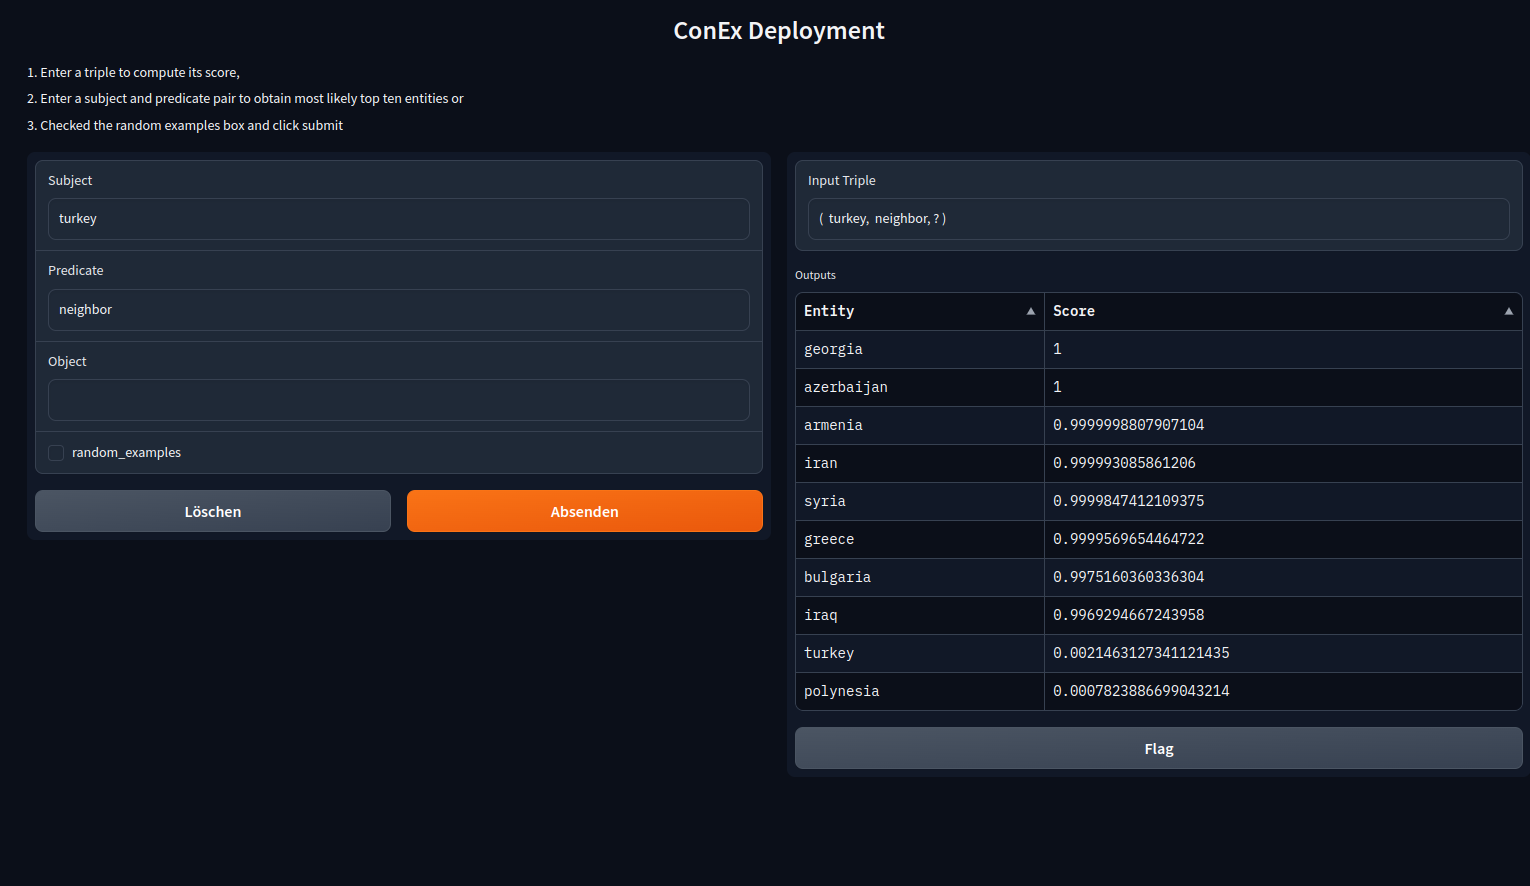 ConEx Deployment
1. Enter a triple to compute its score,
2. Enter a subject and predicate pair to obtain most likely top ten entities or
3. Checked the random examples box and click submit
Subject
turkey
Predicate
neighbor
Object
random_examples
Löschen
Absenden
Input Triple
( turkey, neighbor, ? )
Outputs
Entity ▲ Score ▲
georgia 1
azerbaijan 1
armenia 0.9999998807907104
iran 0.999993085861206
syria 0.9999847412109375
greece 0.9999569654464722
bulgaria 0.9975160360336304
iraq 0.9969294667243958
turkey 0.0021463127341121435
polynesia 0.0007823886699043214
Flag